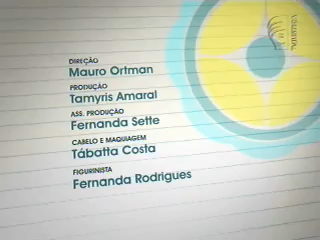 DIREÇÃO
Mauro Ortman
PRODUÇÃO
Tamyris Amaral
ASS. PRODUÇÃO
Fernanda Sette
CABELO E MAQUIAGEM
Tábatta Costa
FIGURINISTA
Fernanda Rodrigues